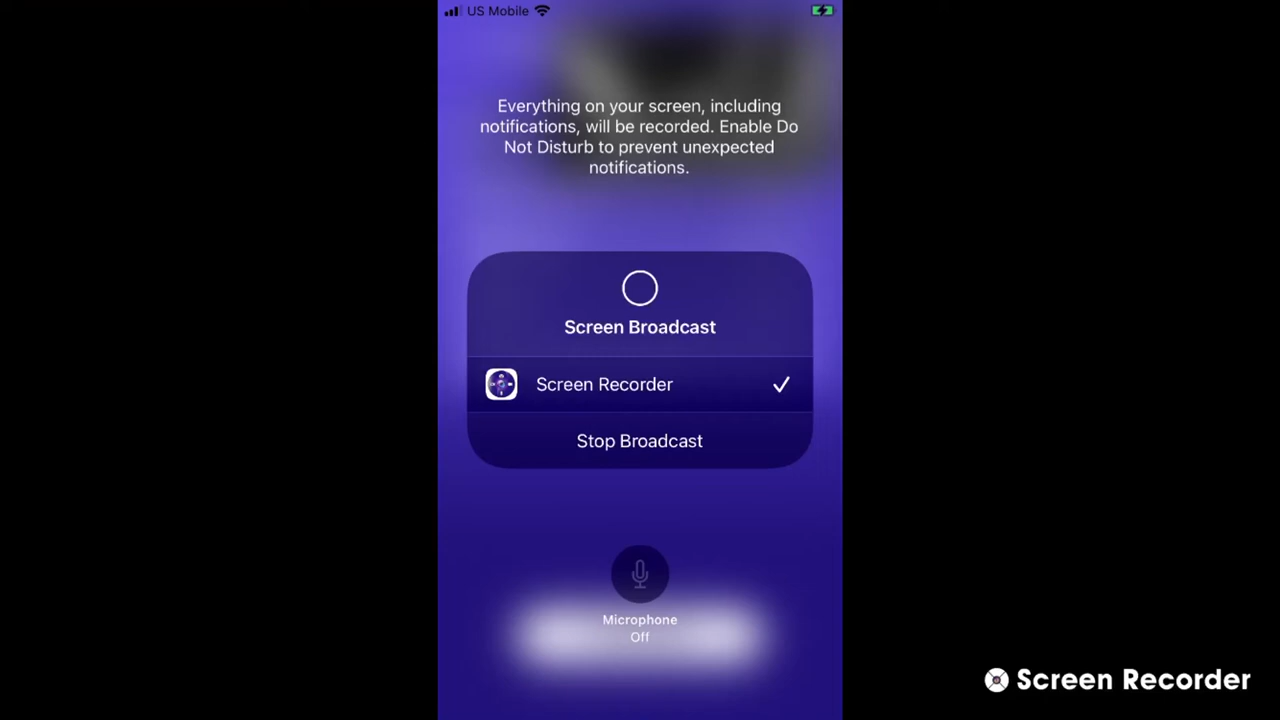 US Mobile
Everything on your screen, including
notifications, will be recorded. Enable Do
Not Disturb to prevent unexpected
notifications.
Screen Broadcast
Screen Recorder
Stop Broadcast
Microphone
Off
Screen Recorder